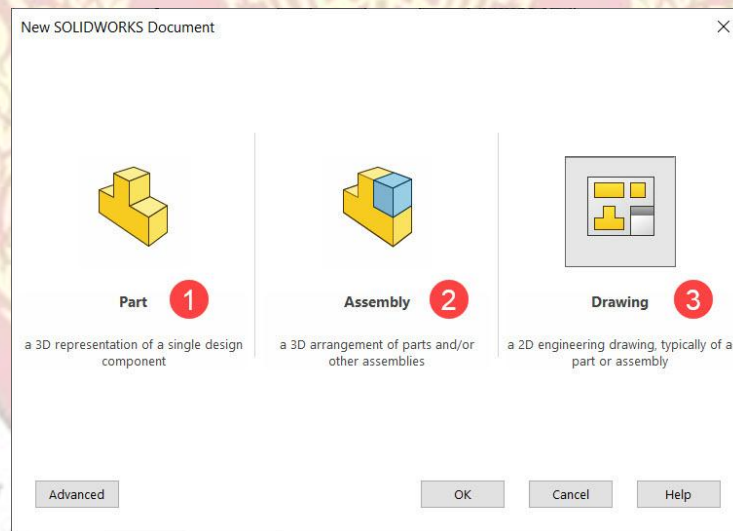 New SOLIDWORKS Document
Part 1
Assembly 2
Drawing 3
a 3D representation of a single design
component
a 3D arrangement of parts and/or
other assemblies
a 2D engineering drawing, typically of a
part or assembly
Advanced
OK
Cancel
Help